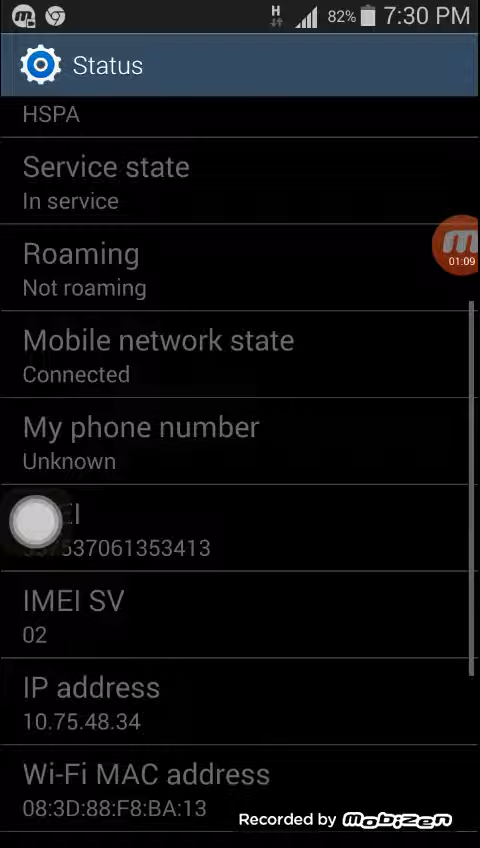 82% 7:30 PM
Status
HSPA
Service state
In service
Roaming
Not roaming
01:09
Mobile network state
Connected
My phone number
Unknown
IMEI SV
02
IP address
10.75.48.34
Wi-Fi MAC address
08:3D:88:F8:BA:13
Recorded by Mobizen